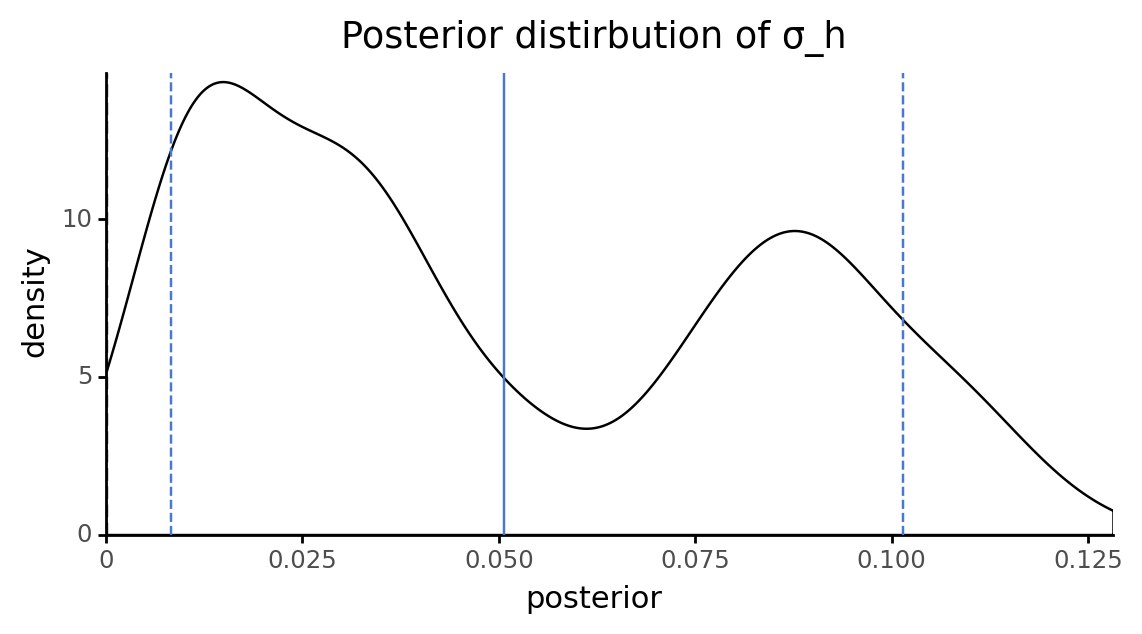 Posterior distirbution of σ_h
density
10
5
0
0 0.025 0.050 0.075 0.100 0.125
posterior